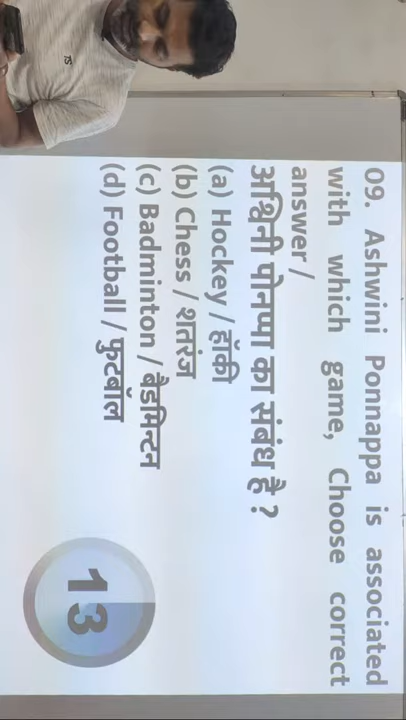 09. Ashwini Ponnappa is associated
with which game, Choose correct
answer /
अश्विनी पोनप्पा का संबंध है ?
(a) Hockey / हॉकी
(b) Chess / शतरंज
(c) Badminton / बैडमिन्टन
(d) Football / फुटबॉल
13